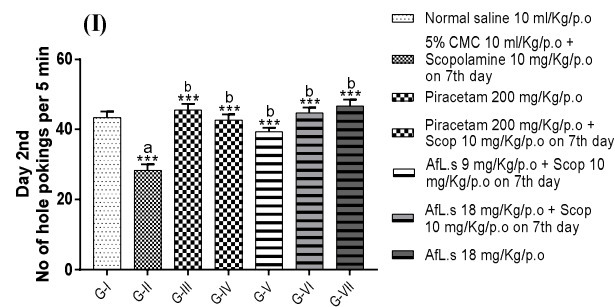 (I)
Day 2nd
No of hole pokings per 5 min
60
40
20
0
a
***
b
***
b
***
b
***
b
***
b
***
G-I
G-II
G-III
G-IV
G-V
G-VI
G-VII
Normal saline 10 ml/Kg/p.o
5% CMC 10 ml/Kg/p.o +
Scopolamine 10 mg/Kg/p.o
on 7th day
Piracetam 200 mg/Kg/p.o
Piracetam 200 mg/Kg/p.o +
Scop 10 mg/Kg/p.o on 7th day
AfL.s 9 mg/Kg/p.o + Scop 10
mg/Kg/p.o on 7th day
AfL.s 18 mg/Kg/p.o + Scop
10 mg/Kg/p.o on 7th day
AfL.s 18 mg/Kg/p.o